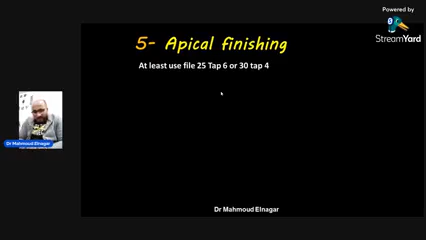 Powered by
StreamYard
5- Apical finishing
At least use file 25 Tap 6 or 30 tap 4
Dr Mahmoud Elnagar
Dr Mahmoud Elnagar